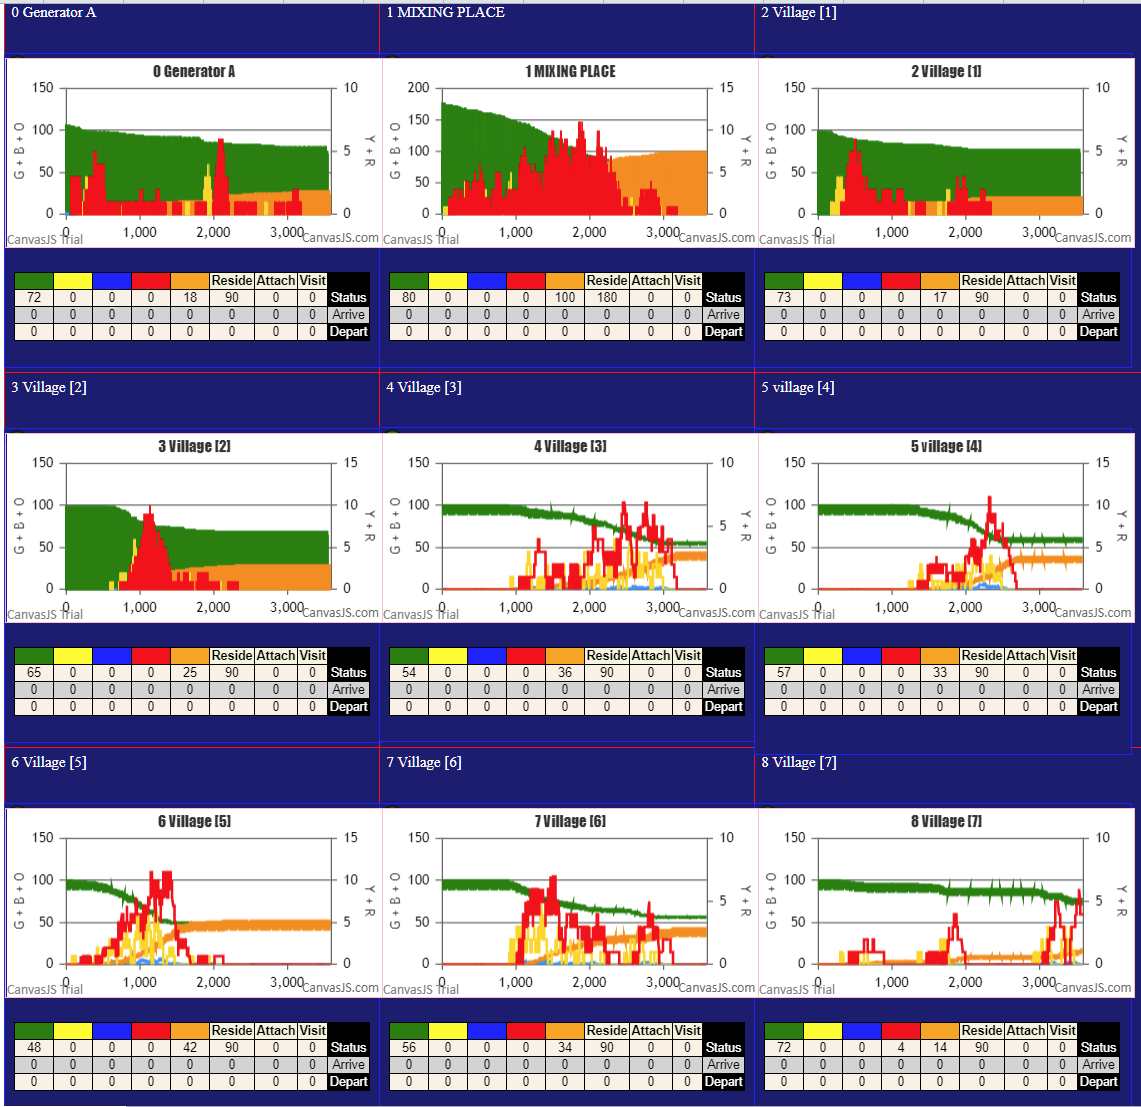 0 Generator A 1 MIXING PLACE 2 Village [1]
0 Generator A 1 MIXING PLACE 2 Village [1]
150 10 200 15 150 10
150
100 10 100
G + B + O 5 Y + R G + B + O 100 Y + R G + B + O 5 Y + R
50 50 5 50
0 0 0 0 0 0
0 1,000 2,000 3,000 0 1,000 2,000 3,000 0 1,000 2,000 3,000
CanvasJS Trial CanvasJS.com CanvasJS Trial CanvasJS.com CanvasJS Trial CanvasJS.com
Reside Attach Visit Reside Attach Visit Reside Attach Visit
72 0 0 0 18 90 0 0 Status 80 0 0 0 100 180 0 0 Status 73 0 0 0 17 90 0 0 Status
0 0 0 0 0 0 0 0 Arrive 0 0 0 0 0 0 0 0 Arrive 0 0 0 0 0 0 0 0 Arrive
0 0 0 0 0 0 0 0 Depart 0 0 0 0 0 0 0 0 Depart 0 0 0 0 0 0 0 0 Depart
3 Village [2] 4 Village [3] 5 village [4]
3 Village [2] 4 Village [3] 5 village [4]
150 15 150 10 150 15
100 10 100 100 10
G + B + O Y + R G + B + O 5 Y + R G + B + O Y + R
50 5 50 50 5
0 0 0 0 0 0
0 1,000 2,000 3,000 0 1,000 2,000 3,000 0 1,000 2,000 3,000
CanvasJS Trial CanvasJS.com CanvasJS Trial CanvasJS.com CanvasJS Trial CanvasJS.com
Reside Attach Visit Reside Attach Visit Reside Attach Visit
65 0 0 0 25 90 0 0 Status 54 0 0 0 36 90 0 0 Status 57 0 0 0 33 90 0 0 Status
0 0 0 0 0 0 0 0 Arrive 0 0 0 0 0 0 0 0 Arrive 0 0 0 0 0 0 0 0 Arrive
0 0 0 0 0 0 0 0 Depart 0 0 0 0 0 0 0 0 Depart 0 0 0 0 0 0 0 0 Depart
6 Village [5] 7 Village [6] 8 Village [7]
6 Village [5] 7 Village [6] 8 Village [7]
150 15 150 10 150 10
100 10 100 100
G + B + O Y + R G + B + O 5 Y + R G + B + O 5 Y + R
50 5 50 50
0 0 0 0 0 0
0 1,000 2,000 3,000 0 1,000 2,000 3,000 0 1,000 2,000 3,000
CanvasJS Trial CanvasJS.com CanvasJS Trial CanvasJS.com CanvasJS Trial CanvasJS.com
Reside Attach Visit Reside Attach Visit Reside Attach Visit
48 0 0 0 42 90 0 0 Status 56 0 0 0 34 90 0 0 Status 72 0 0 4 14 90 0 0 Status
0 0 0 0 0 0 0 0 Arrive 0 0 0 0 0 0 0 0 Arrive 0 0 0 0 0 0 0 0 Arrive
0 0 0 0 0 0 0 0 Depart 0 0 0 0 0 0 0 0 Depart 0 0 0 0 0 0 0 0 Depart